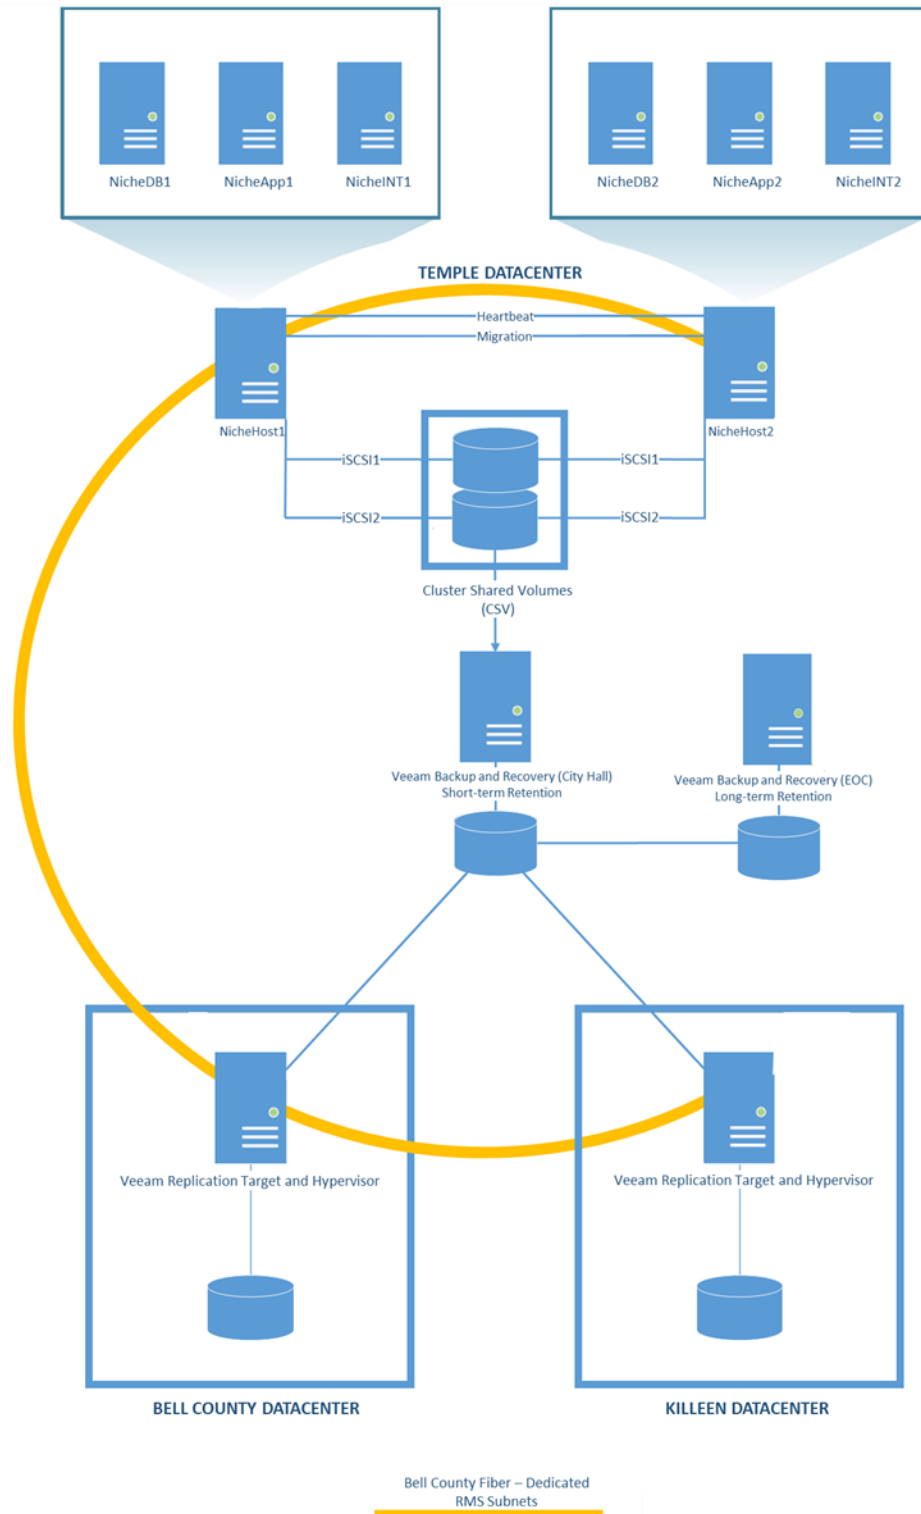 NicheDB1
NicheApp1
NicheINT1
NicheDB2
NicheApp2
NicheINT2
TEMPLE DATACENTER
Heartbeat
Migration
NicheHost1
NicheHost2
iSCSI1
iSCSI1
iSCSI2
iSCSI2
Cluster Shared Volumes
(CSV)
Veeam Backup and Recovery (City Hall)
Short-term Retention
Veeam Backup and Recovery (EOC)
Long-term Retention
Veeam Replication Target and Hypervisor
Veeam Replication Target and Hypervisor
BELL COUNTY DATACENTER
KILLEEN DATACENTER
Bell County Fiber – Dedicated
RMS Subnets